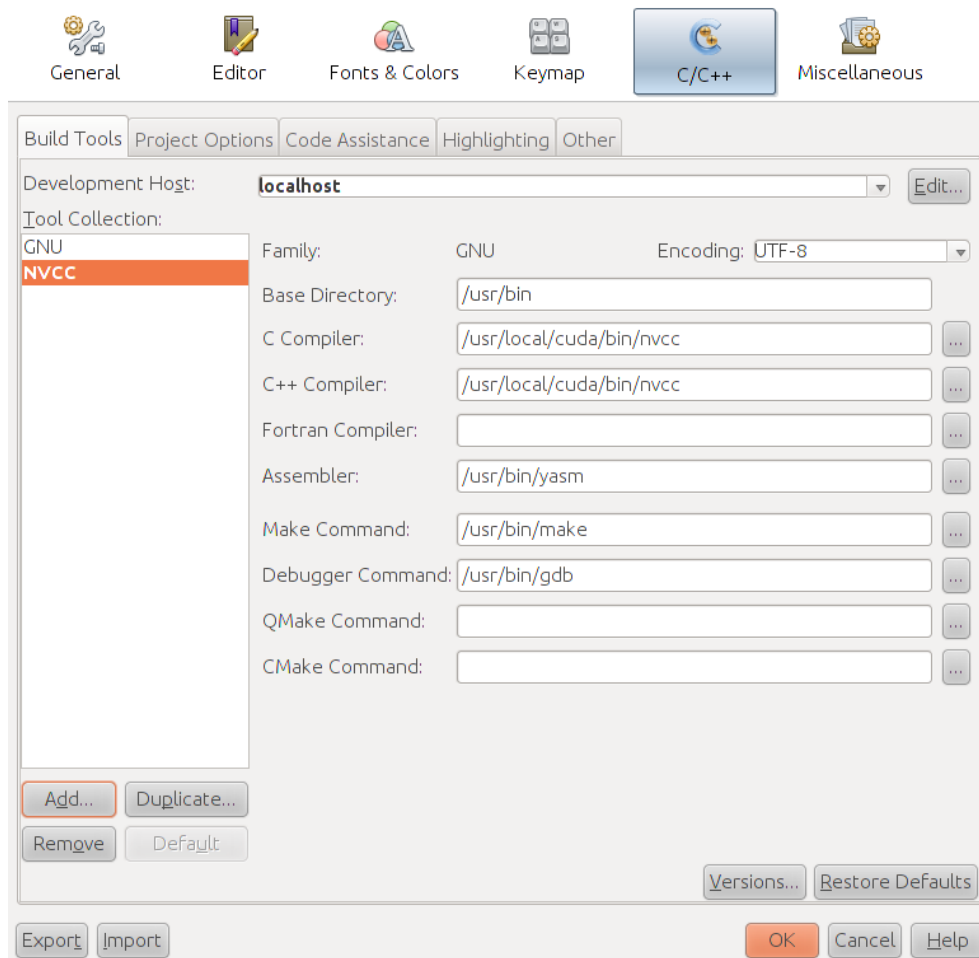 General Editor Fonts & Colors Keymap C/C++ Miscellaneous
Build Tools Project Options Code Assistance Highlighting Other
Development Host: localhost Edit...
Tool Collection:
GNU
NVCC
Family: GNU Encoding: UTF-8
Base Directory: /usr/bin
C Compiler: /usr/local/cuda/bin/nvcc ...
C++ Compiler: /usr/local/cuda/bin/nvcc ...
Fortran Compiler: ...
Assembler: /usr/bin/yasm ...
Make Command: /usr/bin/make ...
Debugger Command: /usr/bin/gdb ...
QMake Command: ...
CMake Command: ...
Add... Duplicate...
Remove Default
Versions... Restore Defaults
Export Import OK Cancel Help